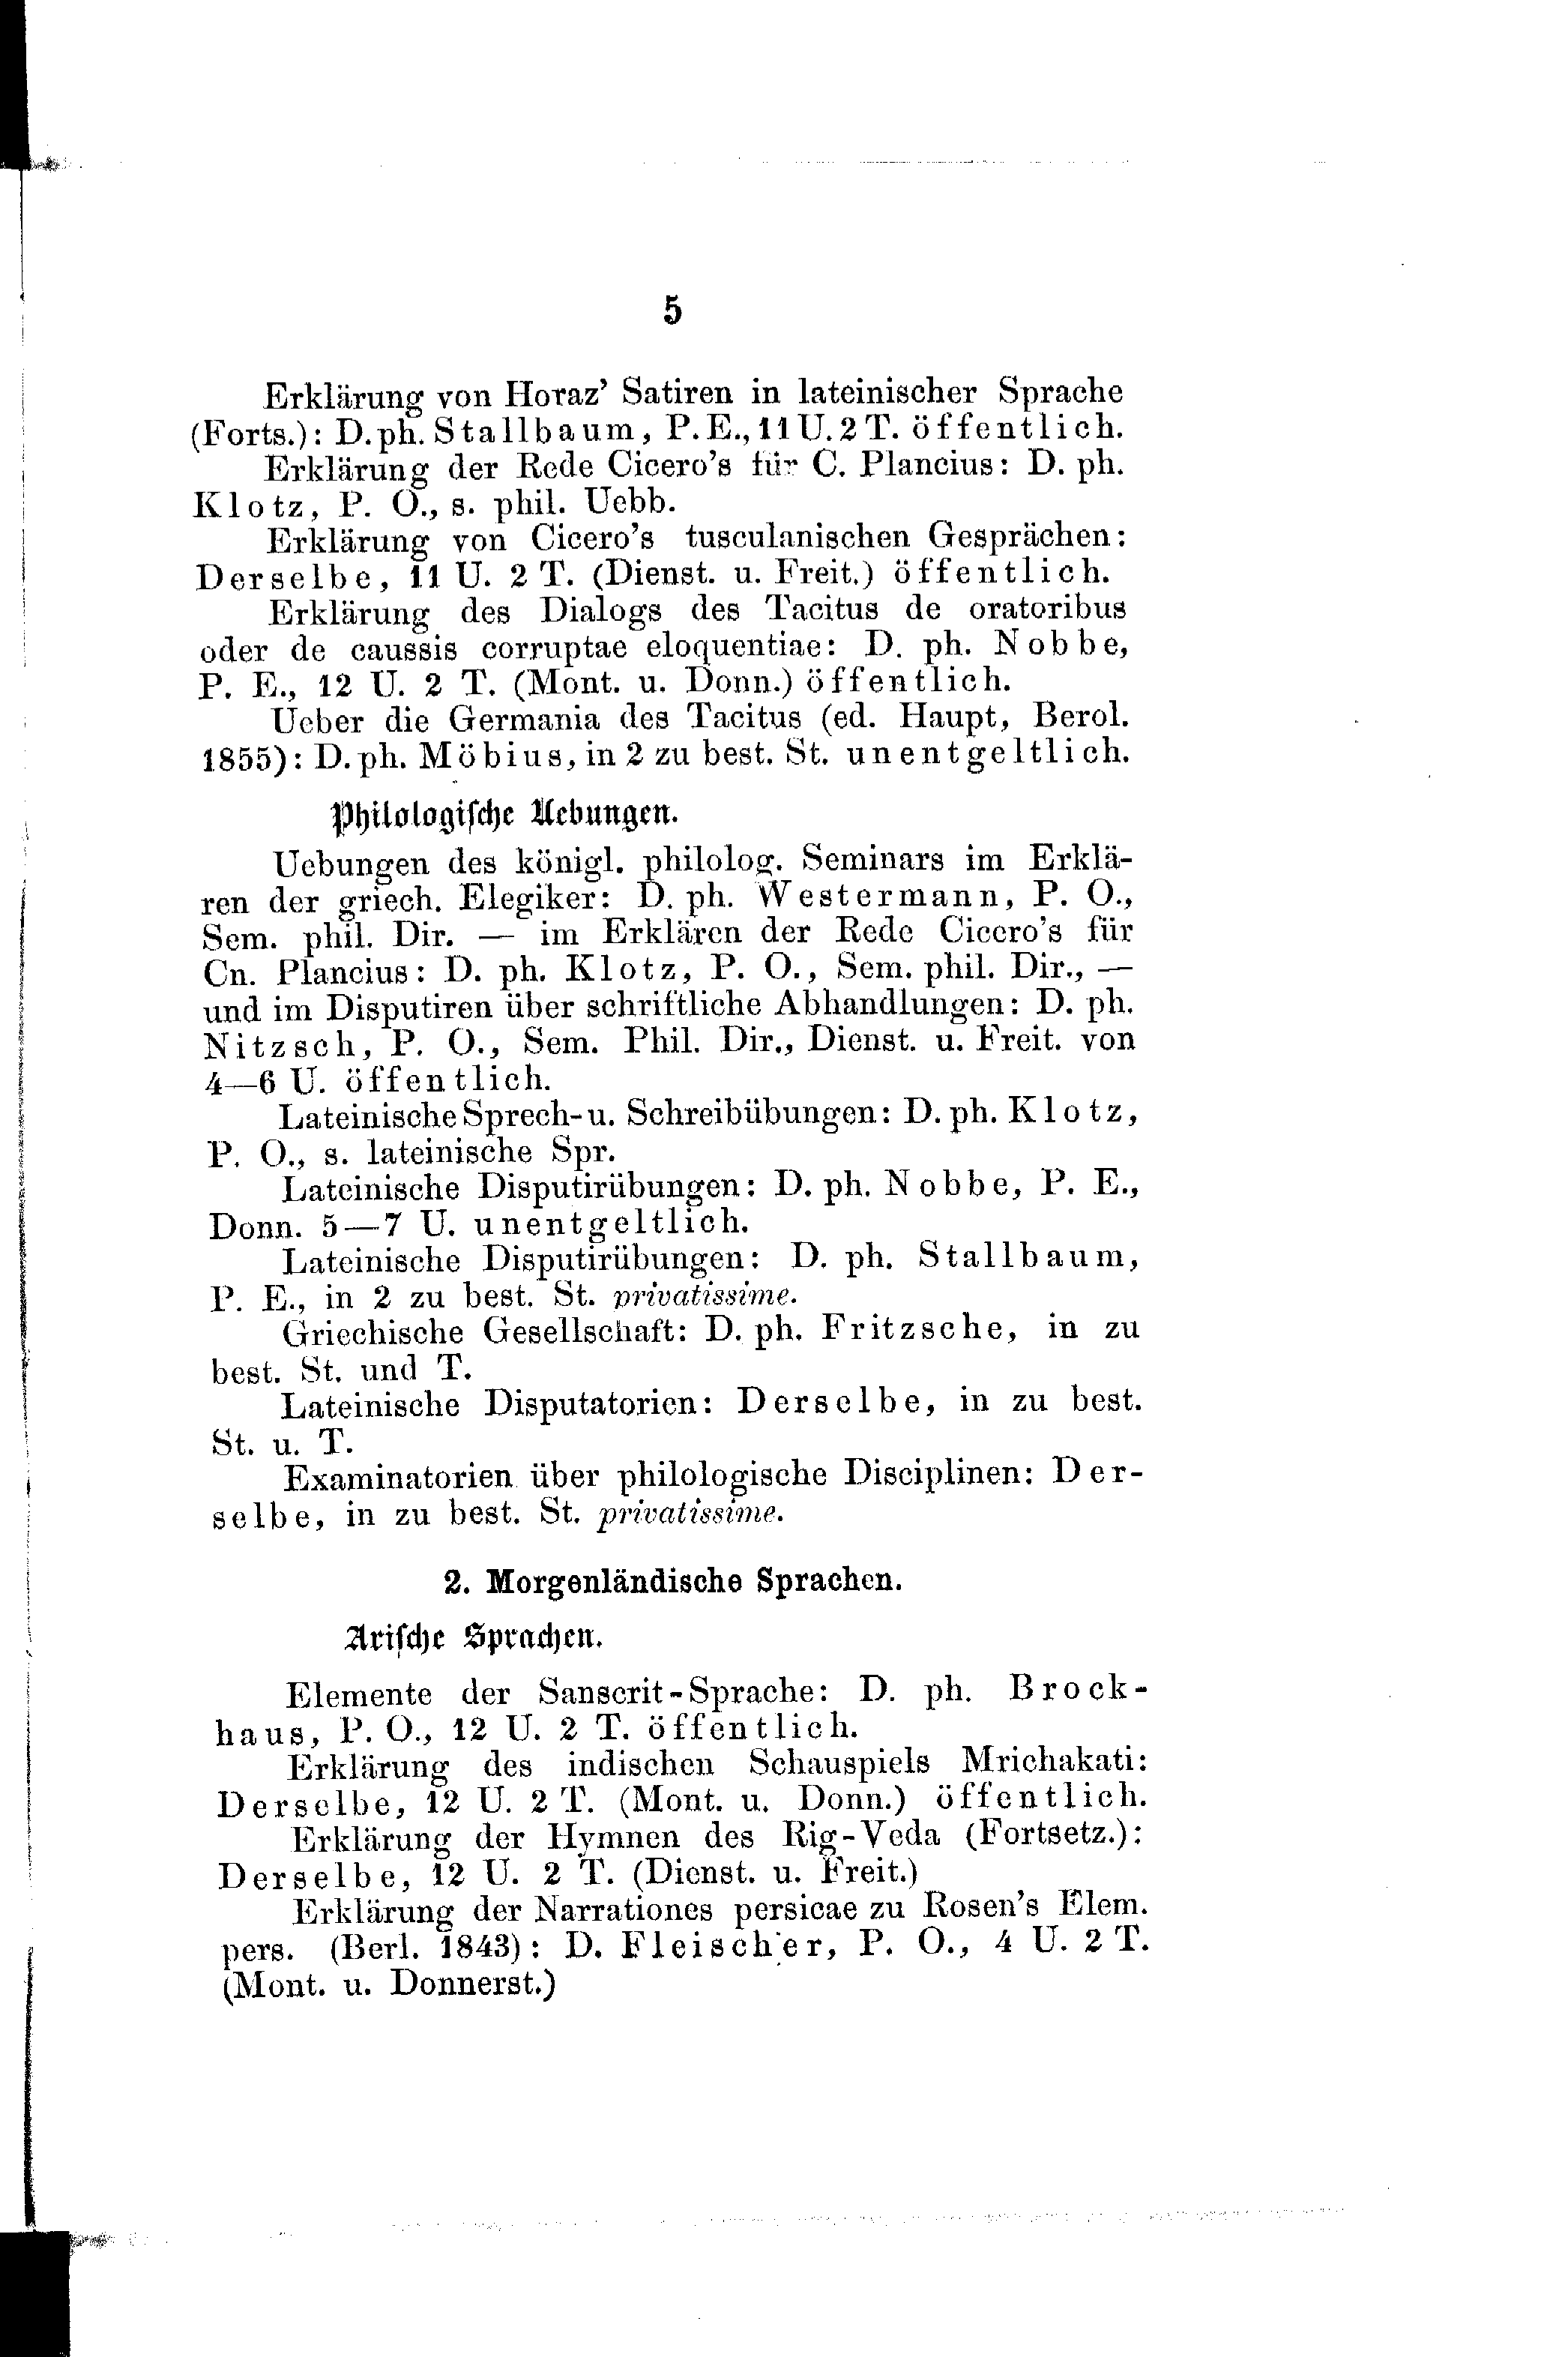 5
Erklärung von Horaz' Satiren in lateinischer Sprache
(Forts.): D. ph. Stallbaum, P. E., 11 U. 2 T. öffentlich.
Erklärung der Rede Cicero's für C. Plancius: D. ph.
Klotz, P. O., s. phil. Uebb.
Erklärung von Cicero's tusculanischen Gesprächen:
Derselbe, 11 U. 2 T. (Dienst. u. Freit.) öffentlich.
Erklärung des Dialogs des Tacitus de oratoribus
oder de caussis corruptae eloquentiae: D. ph. Nobbe,
P. E., 12 U. 2 T. (Mont. u. Donn.) öffentlich.
Ueber die Germania des Tacitus (ed. Haupt, Berol.
1855): D. ph. Möbius, in 2 zu best. St. unentgeltlich.
Philologische Uebungen.
Uebungen des königl. philolog. Seminars im Erklä-
ren der griech. Elegiker: D. ph. Westermann, P. O.,
Sem. phil. Dir. — im Erklären der Rede Cicero's für
Cn. Plancius: D. ph. Klotz, P. O., Sem. phil. Dir., —
und im Disputiren über schriftliche Abhandlungen: D. ph.
Nitzsch, P. O., Sem. Phil. Dir., Dienst. u. Freit. von
4—6 U. öffentlich.
Lateinische Sprech- u. Schreibübungen: D. ph. Klotz,
P. O., s. lateinische Spr.
Lateinische Disputirübungen: D. ph. Nobbe, P. E.,
Donn. 5—7 U. unentgeltlich.
Lateinische Disputirübungen: D. ph. Stallbaum,
P. E., in 2 zu best. St. privatissime.
Griechische Gesellschaft: D. ph. Fritzsche, in zu
best. St. und T.
Lateinische Disputatorien: Derselbe, in zu best.
St. u. T.
Examinatorien über philologische Disciplinen: Der-
selbe, in zu best. St. privatissime.
2. Morgenländische Sprachen.
Arische Sprachen.
Elemente der Sanscrit-Sprache: D. ph. Brock-
haus, P. O., 12 U. 2 T. öffentlich.
Erklärung des indischen Schauspiels Mrichakati:
Derselbe, 12 U. 2 T. (Mont. u. Donn.) öffentlich.
Erklärung der Hymnen des Rig-Veda (Fortsetz.):
Derselbe, 12 U. 2 T. (Dienst. u. Freit.)
Erklärung der Narrationes persicae zu Rosen's Elem.
pers. (Berl. 1843): D. Fleischer, P. O., 4 U. 2 T.
(Mont. u. Donnerst.)